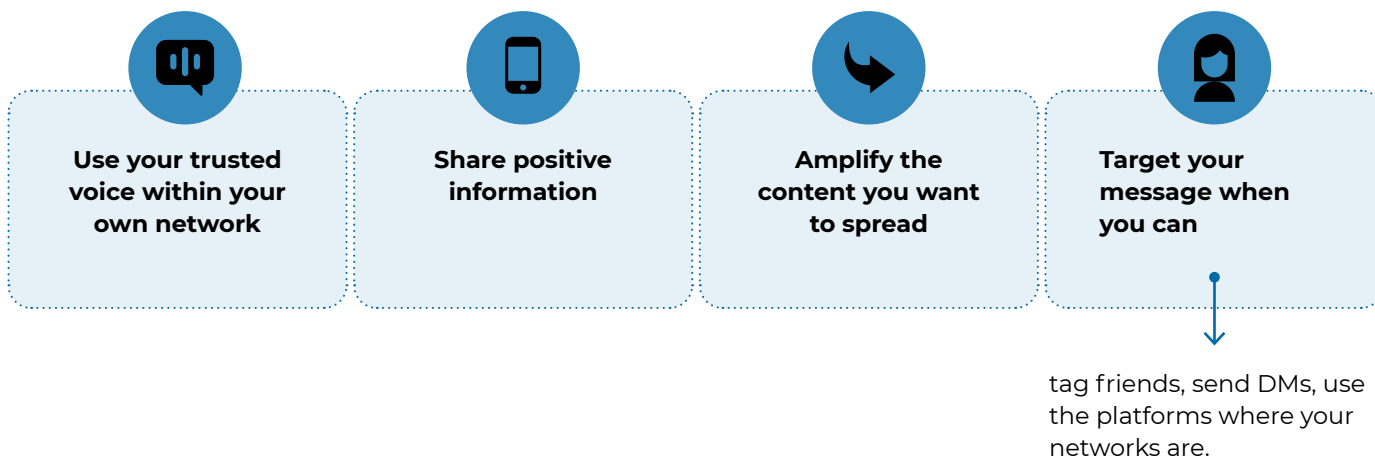 Use your trusted
voice within your
own network
Share positive
information
Amplify the
content you want
to spread
Target your
message when
you can
tag friends, send DMs, use
the platforms where your
networks are.